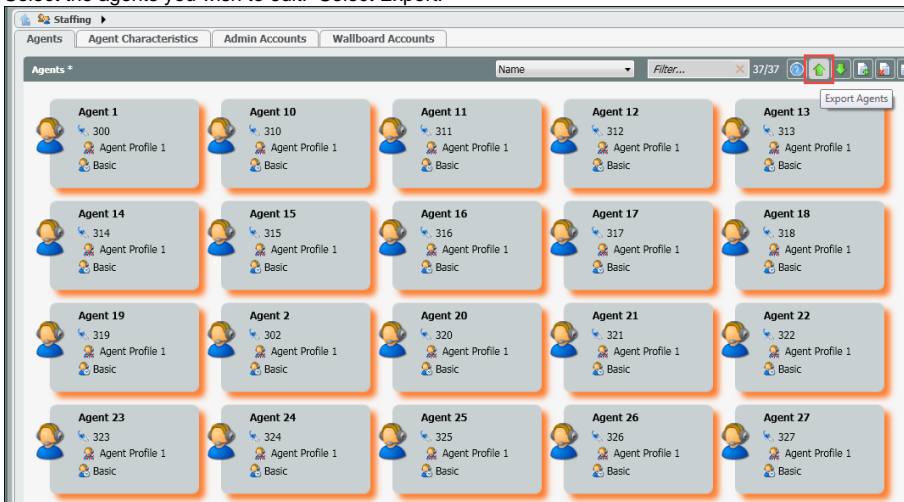 Select the agents you wish to edit. Select Export.
Staffing
Agents Agent Characteristics Admin Accounts Wallboard Accounts
Agents * Name Filter... 37/37
Export Agents
Agent 1 Agent 10 Agent 11 Agent 12 Agent 13
300 310 311 312 313
Agent Profile 1 Agent Profile 1 Agent Profile 1 Agent Profile 1 Agent Profile 1
Basic Basic Basic Basic Basic
Agent 14 Agent 15 Agent 16 Agent 17 Agent 18
314 315 316 317 318
Agent Profile 1 Agent Profile 1 Agent Profile 1 Agent Profile 1 Agent Profile 1
Basic Basic Basic Basic Basic
Agent 19 Agent 2 Agent 20 Agent 21 Agent 22
319 302 320 321 322
Agent Profile 1 Agent Profile 1 Agent Profile 1 Agent Profile 1 Agent Profile 1
Basic Basic Basic Basic Basic
Agent 23 Agent 24 Agent 25 Agent 26 Agent 27
323 324 325 326 327
Agent Profile 1 Agent Profile 1 Agent Profile 1 Agent Profile 1 Agent Profile 1
Basic Basic Basic Basic Basic